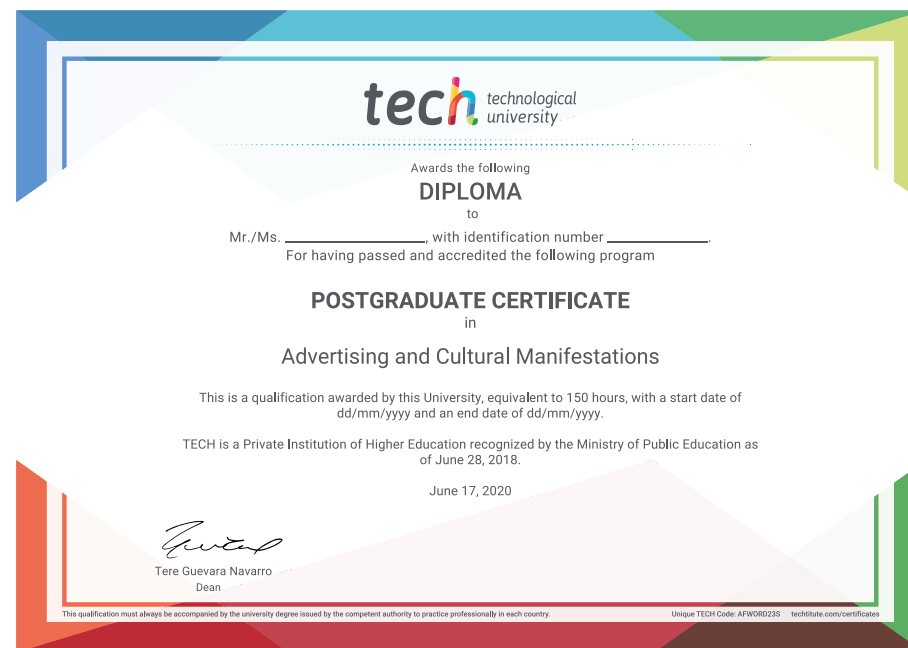 tech technological
university
Awards the following
DIPLOMA
to
Mr./Ms. ____________, with identification number ____________.
For having passed and accredited the following program
POSTGRADUATE CERTIFICATE
in
Advertising and Cultural Manifestations
This is a qualification awarded by this University, equivalent to 150 hours, with a start date of
dd/mm/yyyy and an end date of dd/mm/yyyy.
TECH is a Private Institution of Higher Education recognized by the Ministry of Public Education as
of June 28, 2018.
June 17, 2020
Tere Guevara Navarro
Dean
This qualification must always be accompanied by the university degree issued by the competent authority to practice professionally in each country. Unique TECH Code: AFWORD23S techtitute.com/certificates